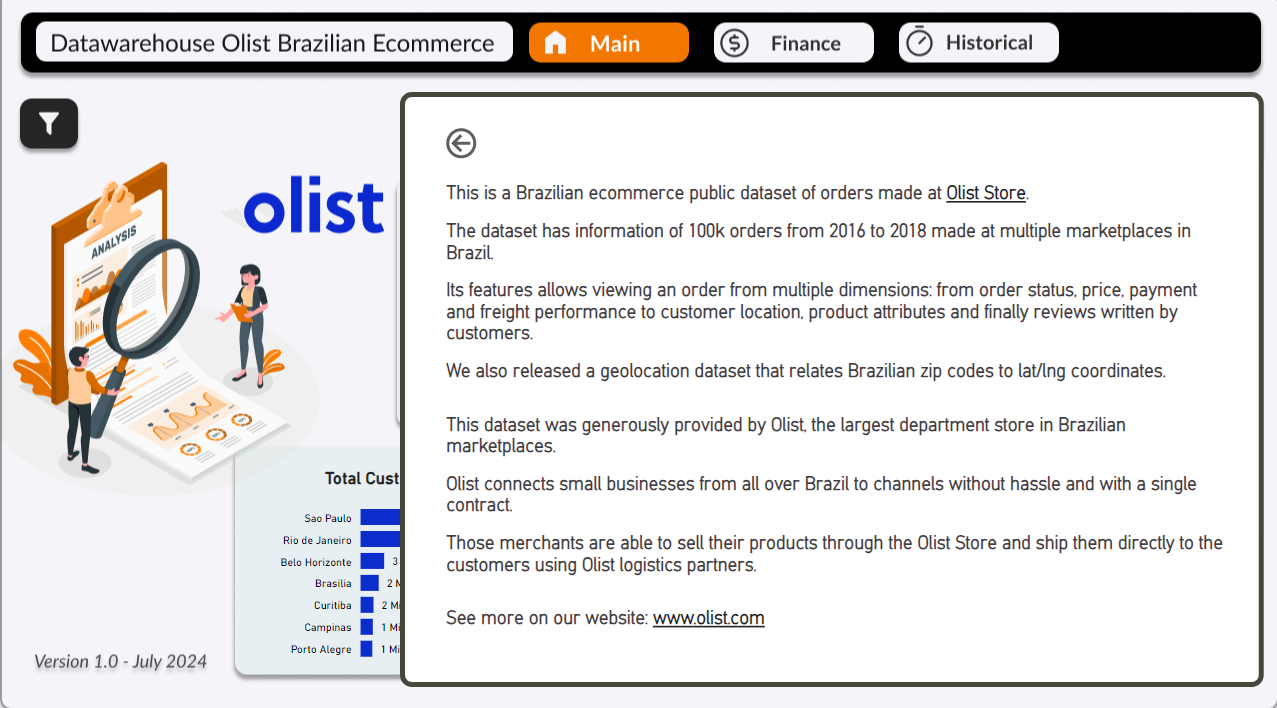 Datawarehouse Olist Brazilian Ecommerce
Main
Finance
Historical
ANALYSIS
olist
This is a Brazilian ecommerce public dataset of orders made at Olist Store.
The dataset has information of 100k orders from 2016 to 2018 made at multiple marketplaces in
Brazil.
Its features allows viewing an order from multiple dimensions: from order status, price, payment
and freight performance to customer location, product attributes and finally reviews written by
customers.
We also released a geolocation dataset that relates Brazilian zip codes to lat/lng coordinates.
This dataset was generously provided by Olist, the largest department store in Brazilian
marketplaces.
Olist connects small businesses from all over Brazil to channels without hassle and with a single
contract.
Those merchants are able to sell their products through the Olist Store and ship them directly to the
customers using Olist logistics partners.
See more on our website: www.olist.com
Total Cust
Sao Paulo
Rio de Janeiro
Belo Horizonte 3
Brasilia 2 M
Curitiba 2 Mi
Campinas 1 Mi
Porto Alegre 1 Mi
Version 1.0 - July 2024